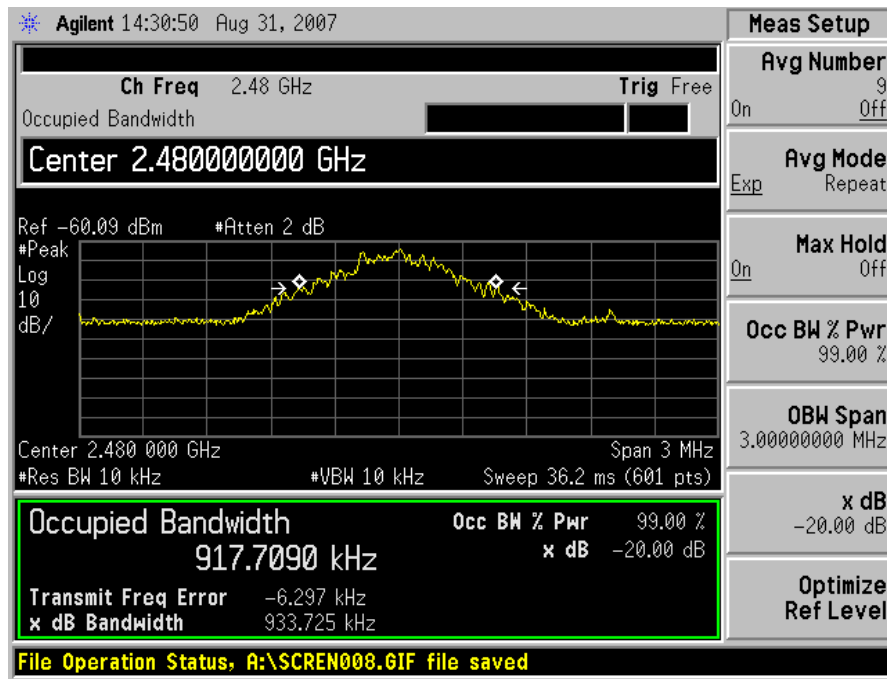 Agilent 14:30:50 Aug 31, 2007
Meas Setup
Ch Freq 2.48 GHz Trig Free
Occupied Bandwidth
Center 2.480000000 GHz
Ref -60.09 dBm #Atten 2 dB
#Peak
Log
10
dB/
Center 2.480 000 GHz Span 3 MHz
#Res BW 10 kHz #VBW 10 kHz Sweep 36.2 ms (601 pts)
Occupied Bandwidth Occ BW % Pwr 99.00 %
917.7090 kHz x dB -20.00 dB
Transmit Freq Error -6.297 kHz
x dB Bandwidth 933.725 kHz
File Operation Status, A:\SCREN008.GIF file saved
Avg Number
9
On Off
Avg Mode
Exp Repeat
Max Hold
On Off
Occ BW % Pwr
99.00 %
OBW Span
3.00000000 MHz
x dB
-20.00 dB
Optimize
Ref Level